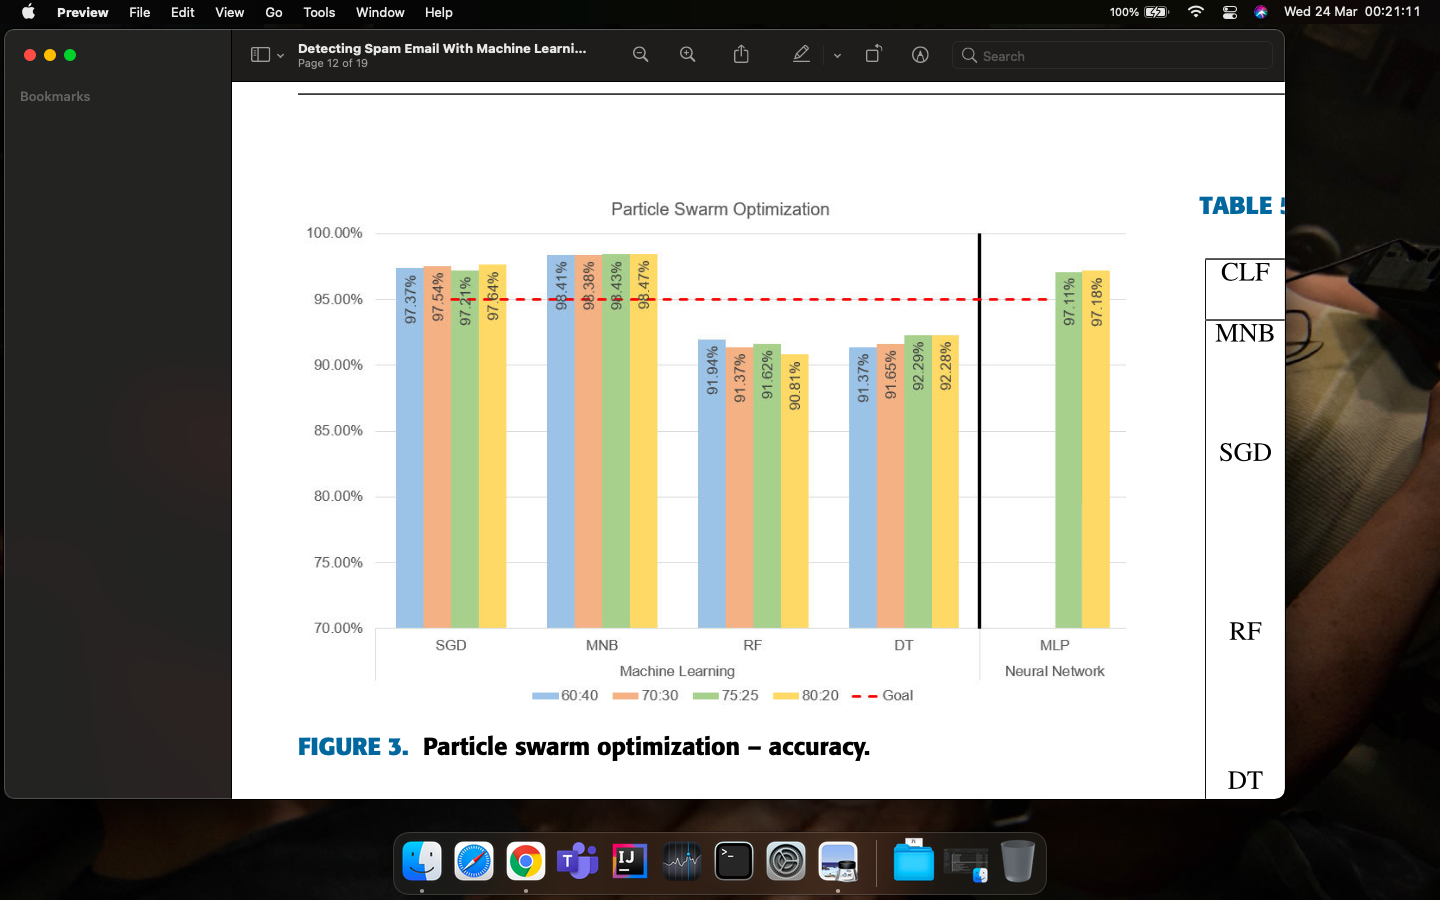 Preview File Edit View Go Tools Window Help 100% Wed 24 Mar 00:21:11
Detecting Spam Email With Machine Learni...
Page 12 of 19
Search
Bookmarks
Particle Swarm Optimization
100.00%
95.00%
90.00%
85.00%
80.00%
75.00%
70.00%
97.37% 97.54% 97.21% 97.64%
98.41% 98.38% 98.43% 98.47%
91.94% 91.37% 91.62% 90.81%
91.37% 91.65% 92.29% 92.28%
97.11% 97.18%
SGD MNB RF DT MLP
Machine Learning Neural Network
60:40 70:30 75:25 80:20 Goal
FIGURE 3. Particle swarm optimization – accuracy.
TABLE
CLF
MNB
SGD
RF
DT
T
IJ
>_